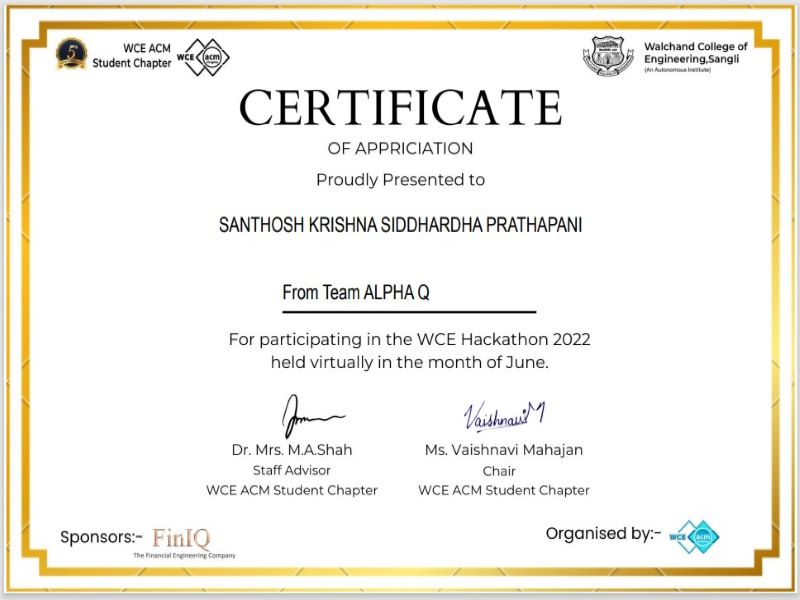 5
WCE ACM
Student Chapter
WCE acm
Walchand College of
Engineering,Sangli
(An Autonomous Institute)
CERTIFICATE
OF APPRICIATION
Proudly Presented to
SANTHOSH KRISHNA SIDDHARDHA PRATHAPANI
From Team ALPHA Q
For participating in the WCE Hackathon 2022
held virtually in the month of June.
Vaishnavi M
Dr. Mrs. M.A.Shah
Staff Advisor
WCE ACM Student Chapter
Ms. Vaishnavi Mahajan
Chair
WCE ACM Student Chapter
Sponsors:- FinIQ
The Financial Engineering Company
Organised by:- WCE acm